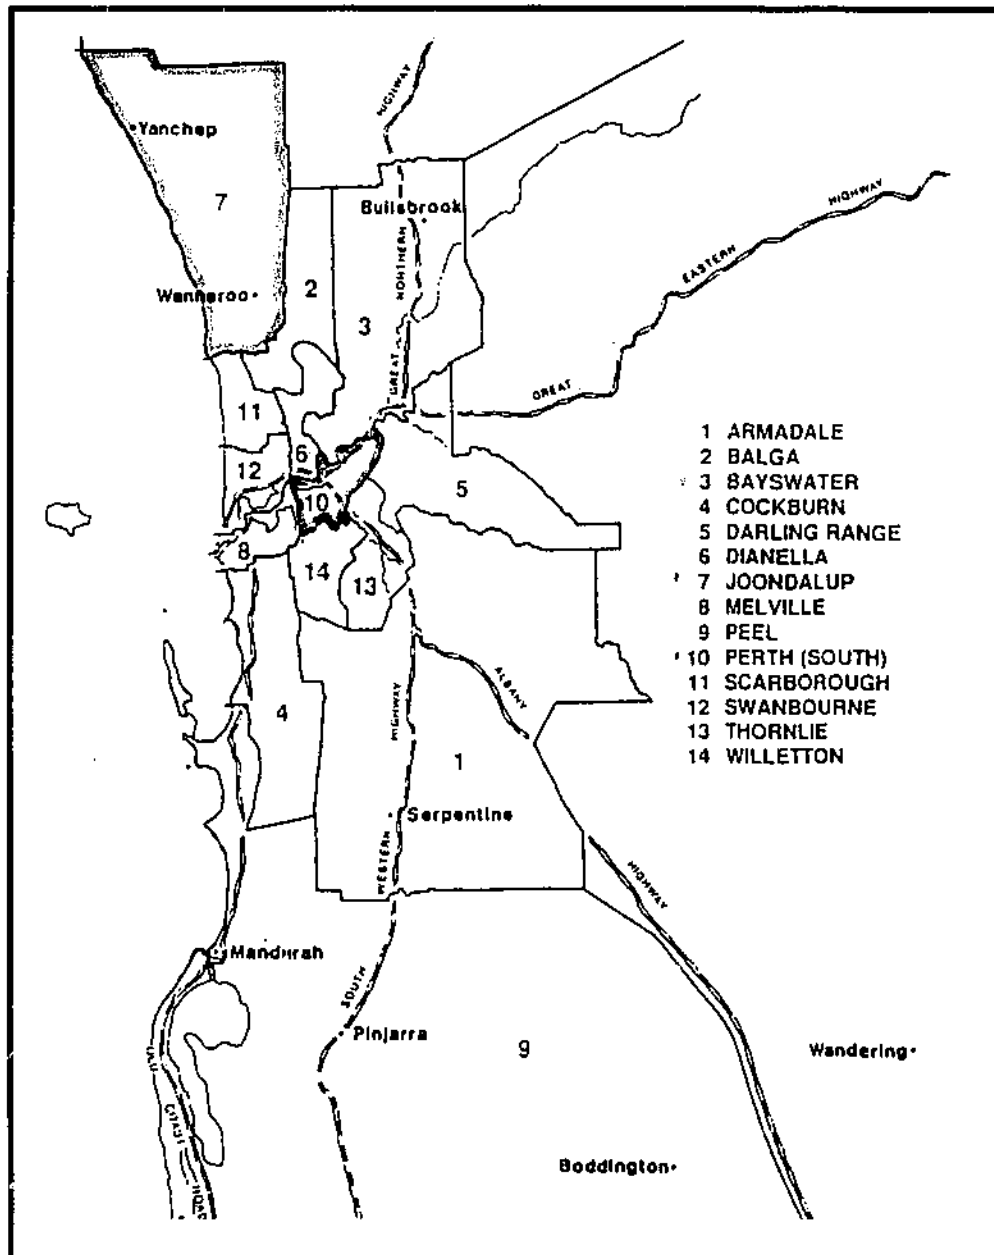 HIGHWAY
Yanchep
7
HIGHWAY
Bullsbrook
NORTHERN
EASTERN
Wanneroo
2
3
GREAT
GREAT
11
6
12
10
5
8
14
13
1 ARMADALE
2 BALGA
3 BAYSWATER
4 COCKBURN
5 DARLING RANGE
6 DIANELLA
7 JOONDALUP
8 MELVILLE
9 PEEL
10 PERTH (SOUTH)
11 SCARBOROUGH
12 SWANBOURNE
13 THORNLIE
14 WILLETTON
ALBANY
4
HIGHWAY
1
Serpentine
WESTERN
HIGHWAY
Mandurah
SOUTH
Pinjarra
9
Wandering
COAST
Boddington